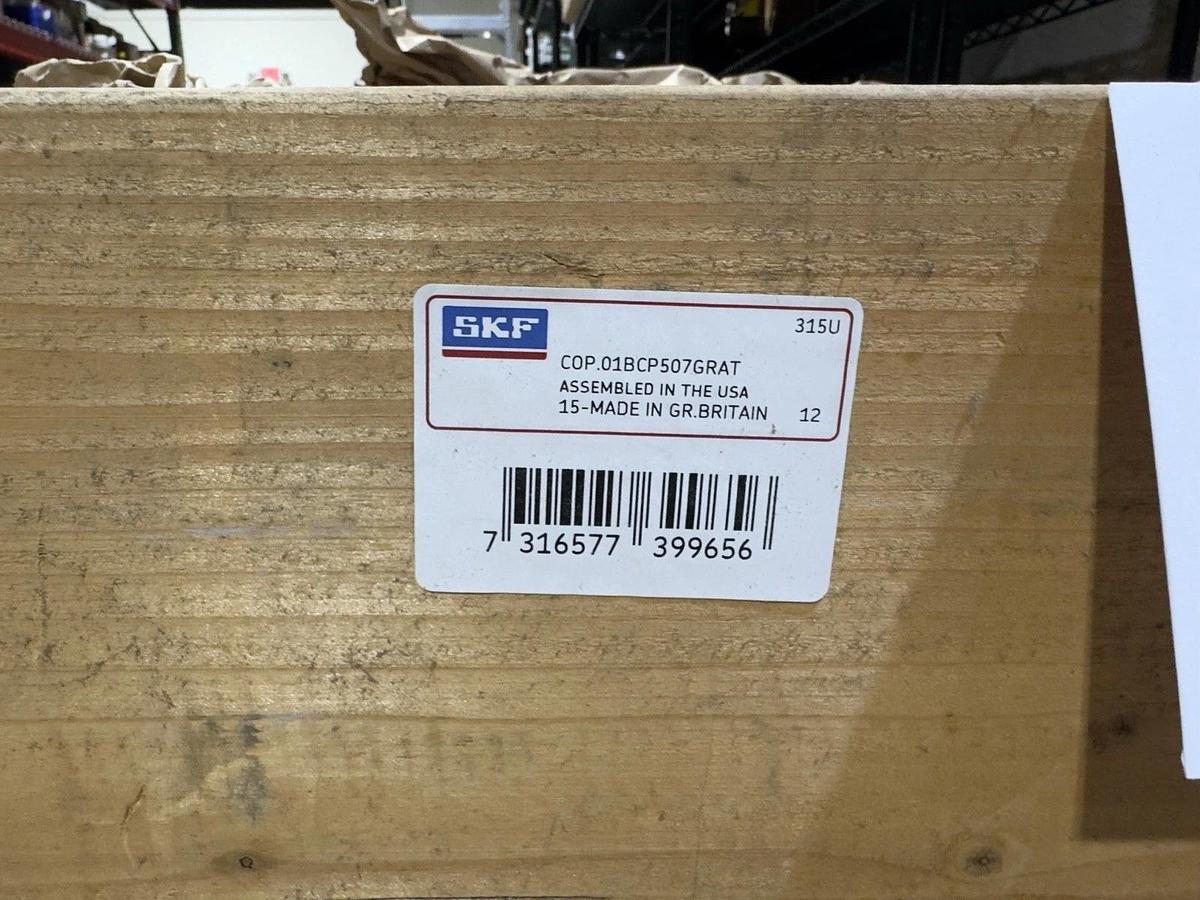 SKF
315U
COP.01BCP507GRAT
ASSEMBLED IN THE USA
15-MADE IN GR.BRITAIN 12
7 316577 399656